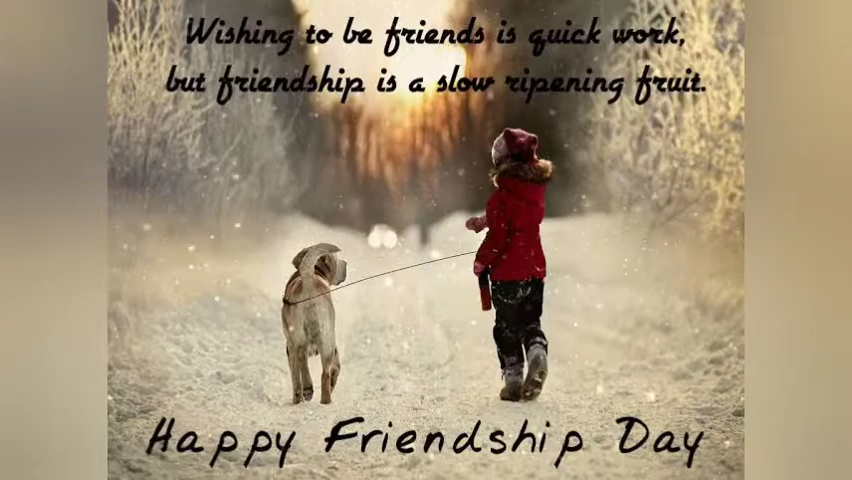 Wishing to be friends is quick work,
but friendship is a slow ripening fruit.
Happy Friendship Day